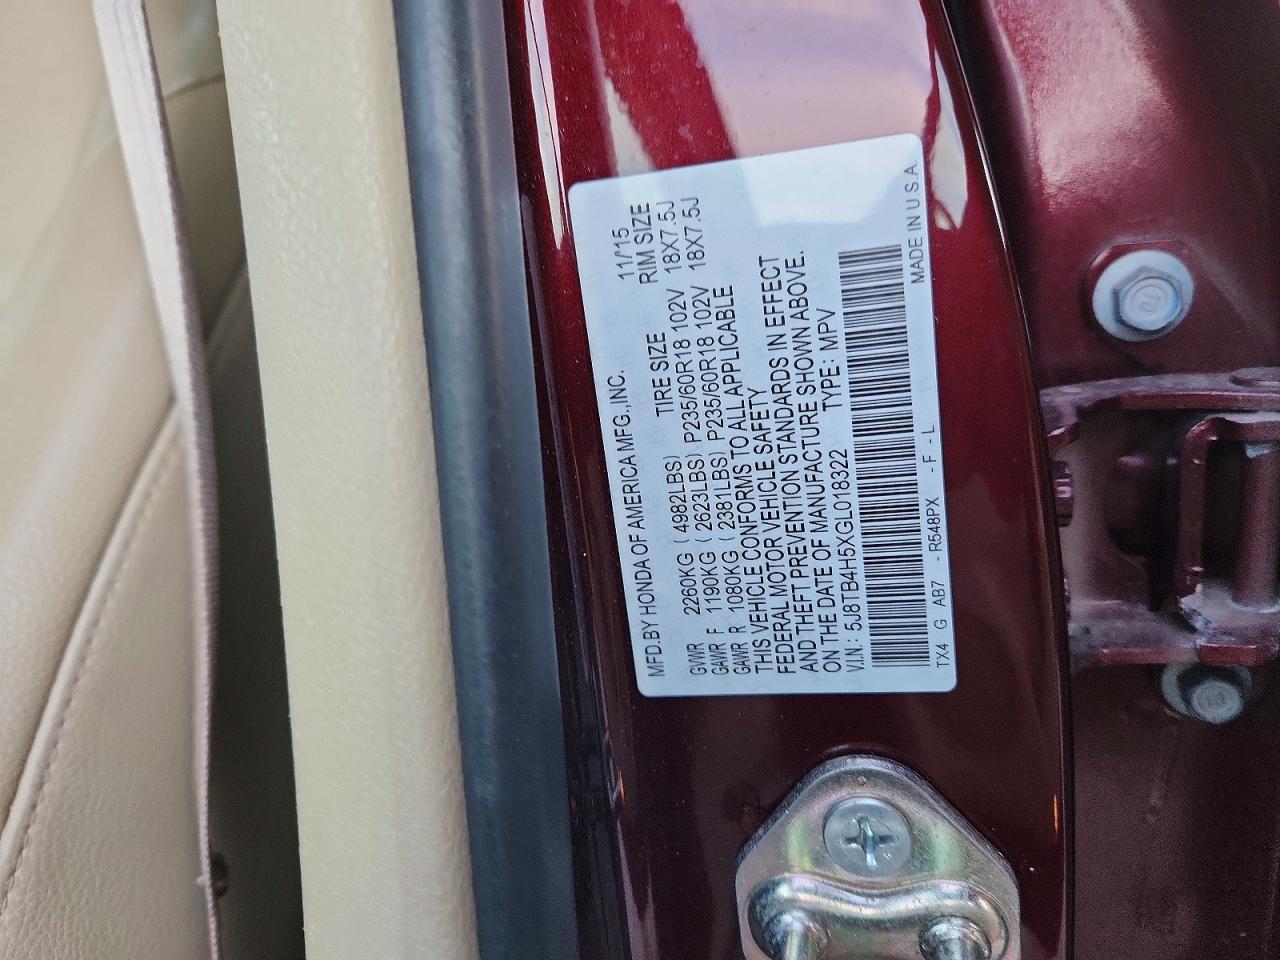 MFD.BY HONDA OF AMERICA MFG.,INC. 11/15
TIRE SIZE RIM SIZE
GVWR 2260KG ( 4982LBS)
GAWR F 1190KG ( 2623LBS) P235/60R18 102V 18X7.5J
GAWR R 1080KG ( 2381LBS) P235/60R18 102V 18X7.5J
THIS VEHICLE CONFORMS TO ALL APPLICABLE
FEDERAL MOTOR VEHICLE SAFETY
AND THEFT PREVENTION STANDARDS IN EFFECT
ON THE DATE OF MANUFACTURE SHOWN ABOVE.
V.I.N.: 5J8TB4H5XGL018322 TYPE: MPV
TX4 G AB7 - R548PX - F - L MADE IN U.S.A.